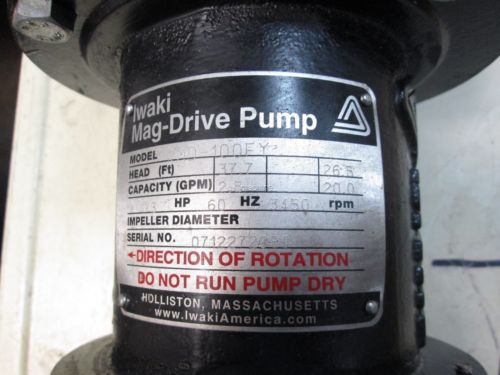 Iwaki
Mag-Drive Pump
MODEL
HEAD (Ft) 37.7 26.6
CAPACITY (GPM) 20.0
HP 60 HZ 3450 rpm
IMPELLER DIAMETER
SERIAL NO.
←DIRECTION OF ROTATION
DO NOT RUN PUMP DRY
HOLLISTON, MASSACHUSETTS
www.IwakiAmerica.com